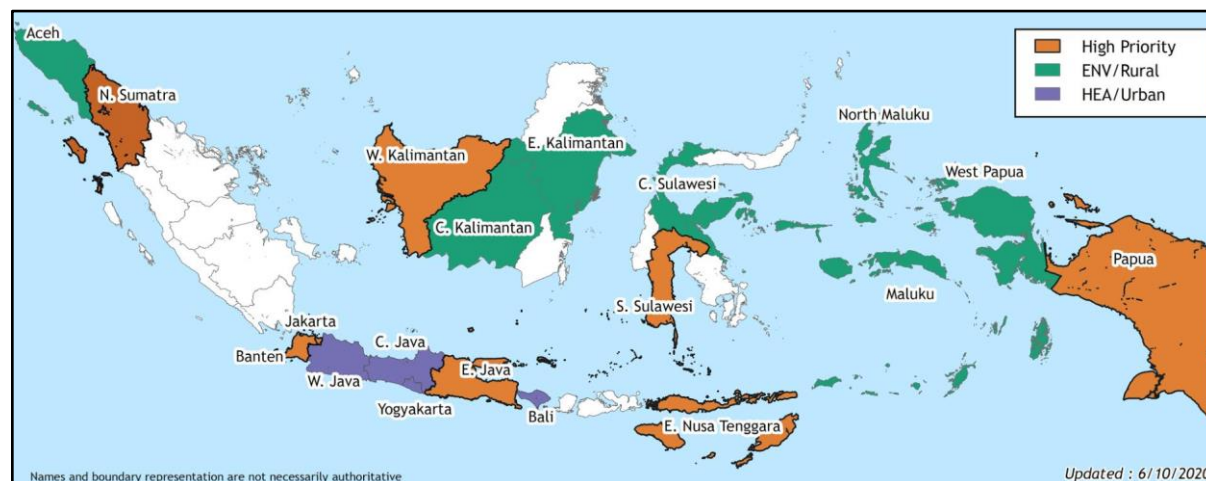 Aceh
N. Sumatra
W. Kalimantan
E. Kalimantan
C. Kalimantan
C. Sulawesi
S. Sulawesi
North Maluku
West Papua
Maluku
Papua
Jakarta
Banten
C. Java
W. Java
E. Java
Yogyakarta
Bali
E. Nusa Tenggara
High Priority
ENV/Rural
HEA/Urban
Names and boundary representation are not necessarily authoritative
Updated : 6/10/2020